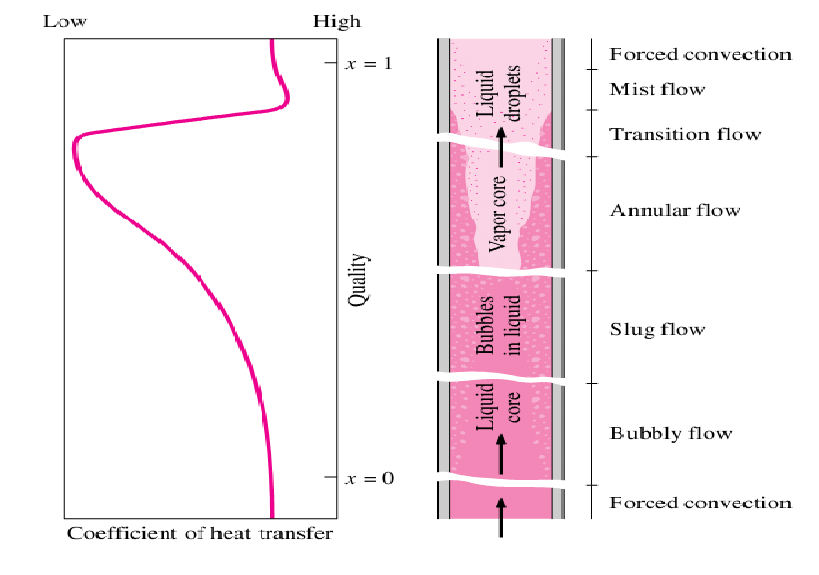 Low
High
x = 1
Quality
x = 0
Coefficient of heat transfer
Liquid
droplets
Vapor core
Bubbles
in liquid
Liquid
core
Forced convection
Mist flow
Transition flow
Annular flow
Slug flow
Bubbly flow
Forced convection